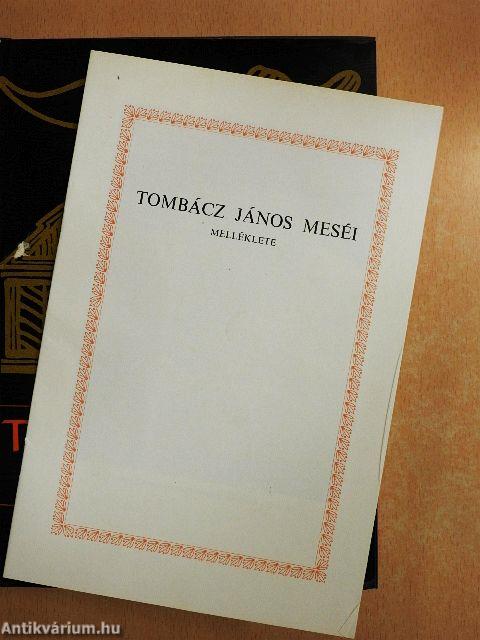 TOMBÁCZ JÁNOS MESÉI
MELLÉKLETE
T
Antikvárium.hu